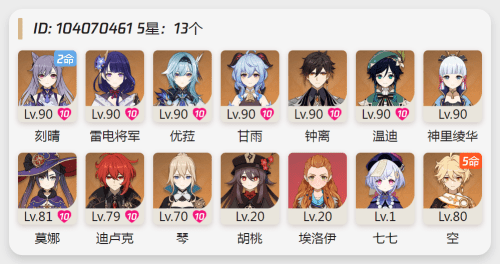 ID: 104070461 5星：13个
2命
Lv.90 10 Lv.90 10 Lv.90 10 Lv.90 10 Lv.90 10 Lv.90 10 Lv.90
刻晴 雷电将军 优菈 甘雨 钟离 温迪 神里绫华
5命
Lv.81 10 Lv.79 10 Lv.70 10 Lv.20 Lv.20 Lv.1 Lv.80
莫娜 迪卢克 琴 胡桃 埃洛伊 七七 空